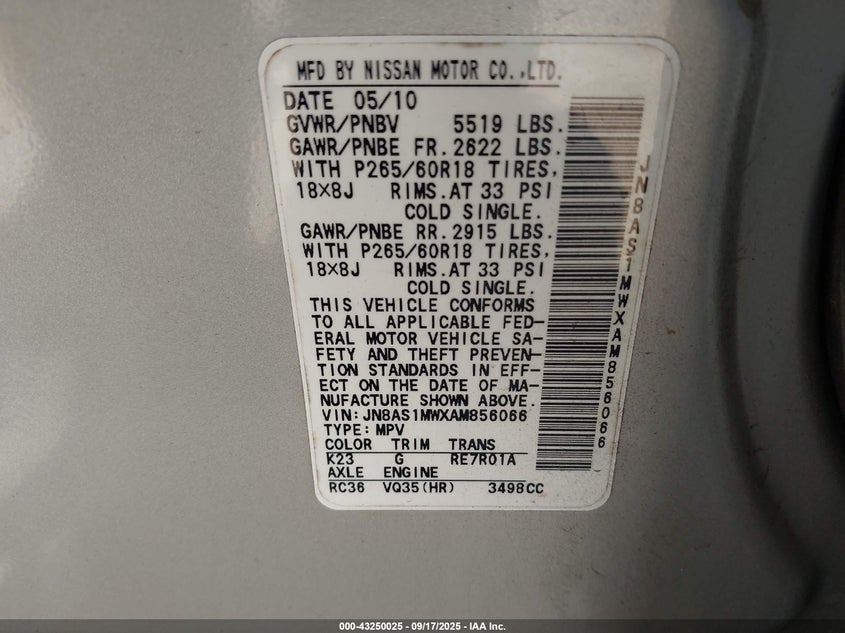 MFD BY NISSAN MOTOR CO.,LTD.
DATE 05/10
GVWR/PNBV 5519 LBS.
GAWR/PNBE FR. 2622 LBS.
WITH P265/60R18 TIRES,
18×8J RIMS.AT 33 PSI
COLD SINGLE.
GAWR/PNBE RR. 2915 LBS.
WITH P265/60R18 TIRES,
18×8J RIMS.AT 33 PSI
COLD SINGLE.
THIS VEHICLE CONFORMS
TO ALL APPLICABLE FED-
ERAL MOTOR VEHICLE SA-
FETY AND THEFT PREVEN-
TION STANDARDS IN EFF-
ECT ON THE DATE OF MA-
NUFACTURE SHOWN ABOVE.
VIN:JN8AS1MWXAM856066
TYPE:MPV
COLOR TRIM TRANS
K23 G RE7R01A
AXLE ENGINE
RC36 VQ35(HR) 3498CC
JN8AS1MWXAM856066
000-43250025 - 09/17/2025 - IAA Inc.